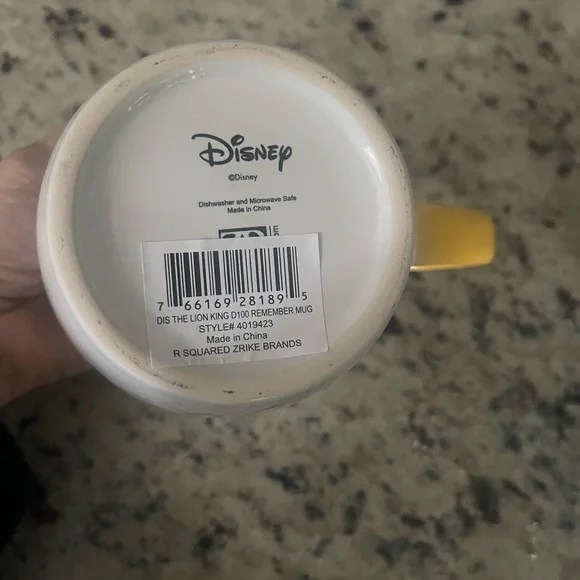 Disney
©Disney
Dishwasher and Microwave Safe
Made in China
7 66169 28189 5
DIS THE LION KING D100 REMEMBER MUG
STYLE# 4019423
Made in China
R SQUARED ZRIKE BRANDS